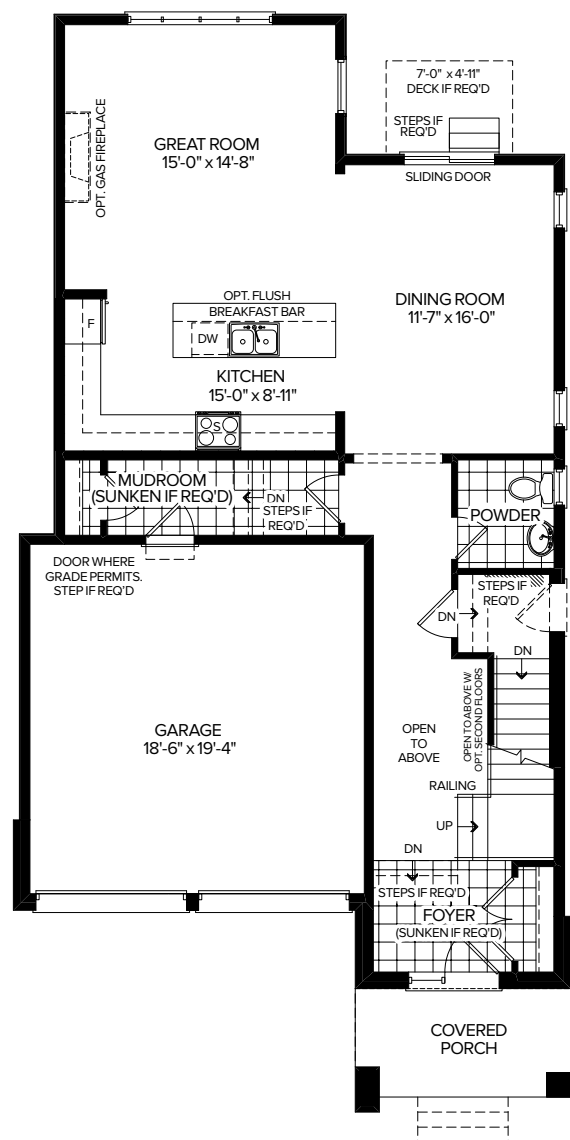 7'-0" x 4'-11"
DECK IF REQ'D
STEPS IF
REQ'D
SLIDING DOOR
GREAT ROOM
15'-0" x 14'-8"
OPT. GAS FIREPLACE
OPT. FLUSH
BREAKFAST BAR
DINING ROOM
11'-7" x 16'-0"
F
DW
KITCHEN
15'-0" x 8'-11"
S
MUDROOM
(SUNKEN IF REQ'D)
DN
STEPS IF
REQ'D
POWDER
DOOR WHERE
GRADE PERMITS.
STEP IF REQ'D
STEPS IF
REQ'D
DN
DN
GARAGE
18'-6" x 19'-4"
OPEN
TO
ABOVE
OPEN TO ABOVE W/
OPT. SECOND FLOORS
RAILING
UP
DN
STEPS IF REQ'D
FOYER
(SUNKEN IF REQ'D)
COVERED
PORCH